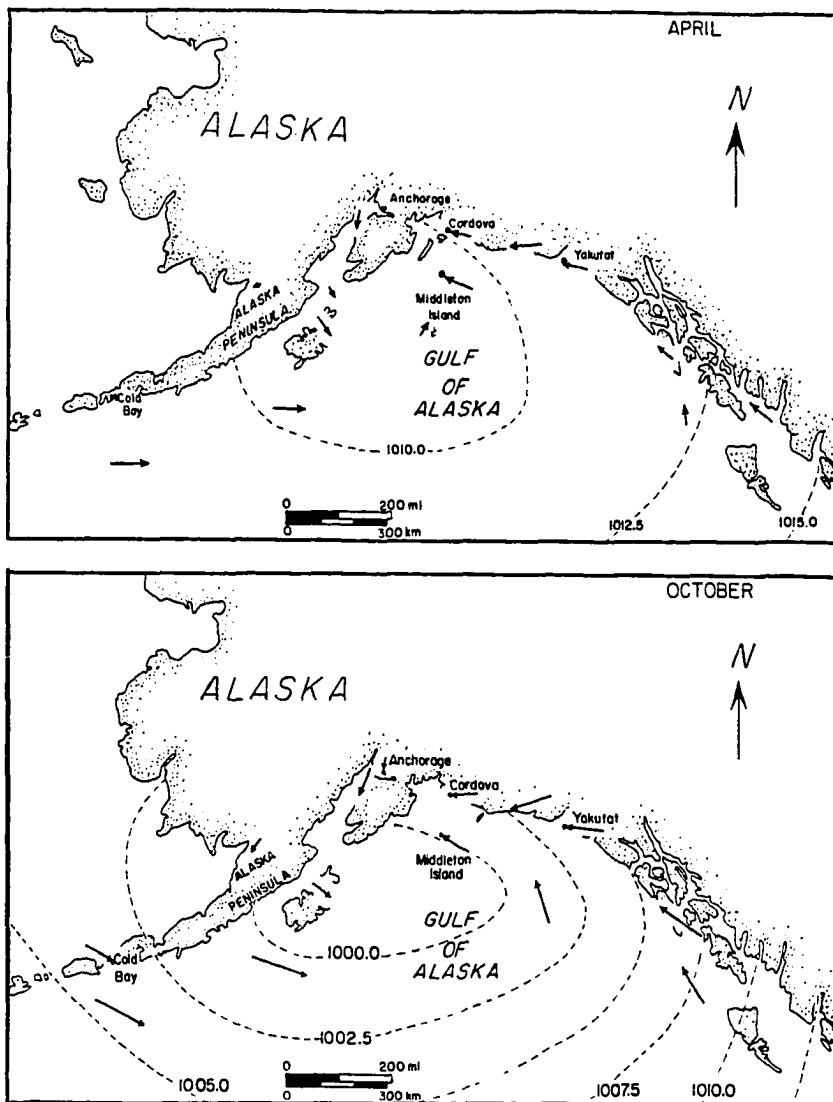 APRIL
N
ALASKA
Anchorage
Cordova
Yakutat
Middleton
Island
ALASKA
PENINSULA
GULF
OF
ALASKA
Cold
Bay
1010.0
1012.5
1015.0
0 200 mi
0 300 km
OCTOBER
N
ALASKA
Anchorage
Cordova
Yakutat
Middleton
Island
ALASKA
PENINSULA
GULF
OF
ALASKA
Cold
Bay
1000.0
1002.5
1005.0
1007.5
1010.0
0 200 mi
0 300 km